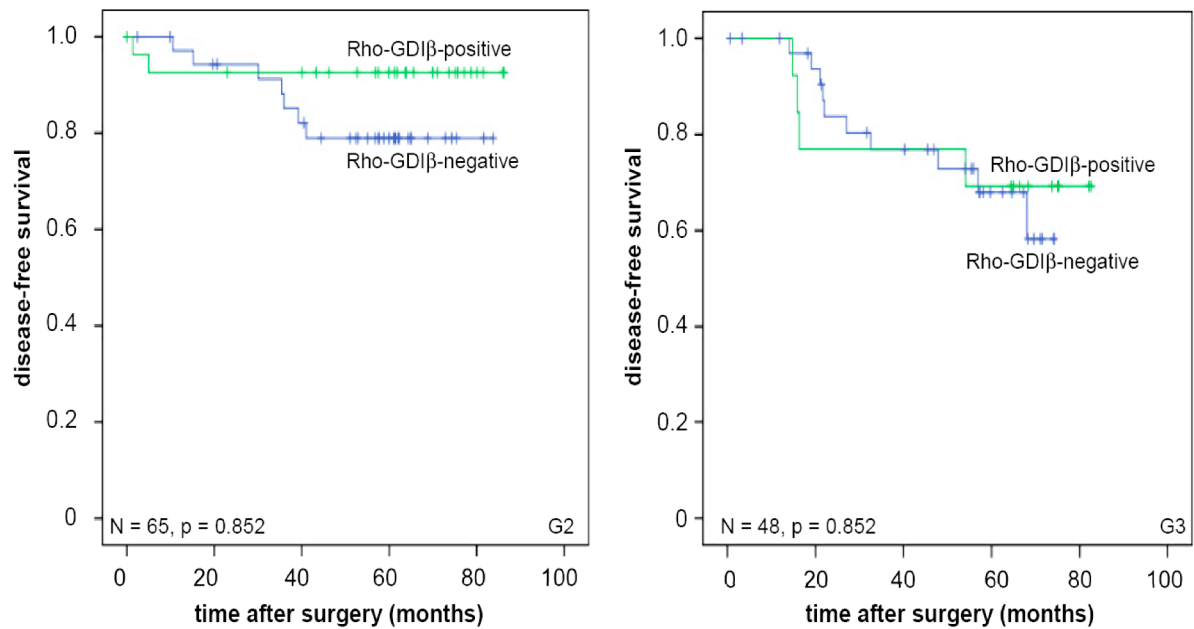 disease-free survival
1.0
0.8
0.6
0.4
0.2
0
Rho-GDIβ-positive
Rho-GDIβ-negative
N = 65, p = 0.852
G2
0 20 40 60 80 100
time after surgery (months)
disease-free survival
1.0
0.8
0.6
0.4
0.2
0
Rho-GDIβ-positive
Rho-GDIβ-negative
N = 48, p = 0.852
G3
0 20 40 60 80 100
time after surgery (months)